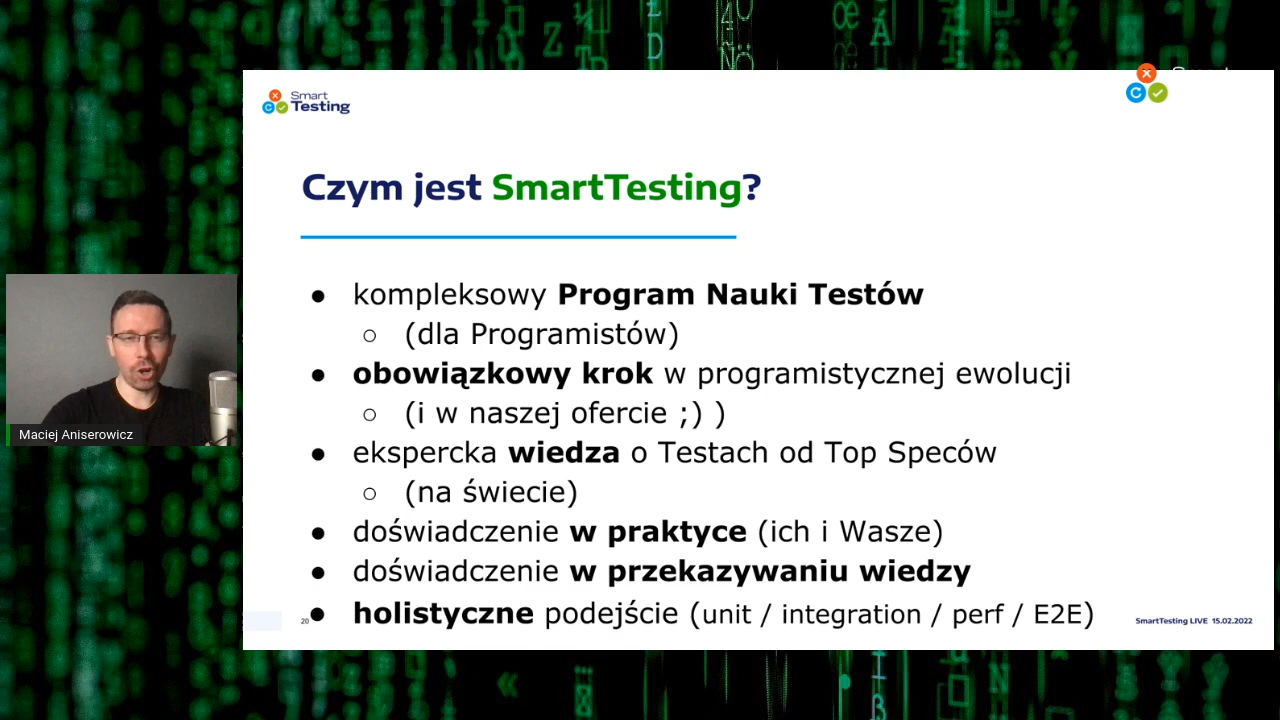 Smart
Testing
Czym jest SmartTesting?
● kompleksowy Program Nauki Testów
○ (dla Programistów)
● obowiązkowy krok w programistycznej ewolucji
○ (i w naszej ofercie ;) )
● ekspercka wiedza o Testach od Top Speców
○ (na świecie)
● doświadczenie w praktyce (ich i Wasze)
● doświadczenie w przekazywaniu wiedzy
● holistyczne podejście (unit / integration / perf / E2E)
20
SmartTesting LIVE 15.02.2022
Maciej Aniserowicz